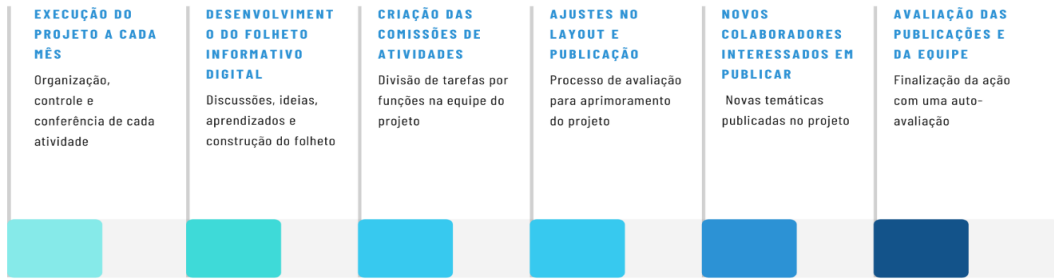 EXECUÇÃO DO
PROJETO A CADA
MÊS
Organização,
controle e
conferência de cada
atividade
DESENVOLVIMENT
O DO FOLHETO
INFORMATIVO
DIGITAL
Discussões, ideias,
aprendizados e
construção do folheto
CRIAÇÃO DAS
COMISSÕES DE
ATIVIDADES
Divisão de tarefas por
funções na equipe do
projeto
AJUSTES NO
LAYOUT E
PUBLICAÇÃO
Processo de avaliação
para aprimoramento
do projeto
NOVOS
COLABORADORES
INTERESSADOS EM
PUBLICAR
Novas temáticas
publicadas no projeto
AVALIAÇÃO DAS
PUBLICAÇÕES E
DA EQUIPE
Finalização da ação
com uma auto-
avaliação